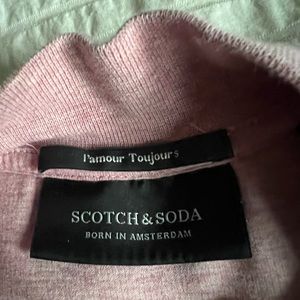 l'amour Toujours
SCOTCH & SODA
BORN IN AMSTERDAM